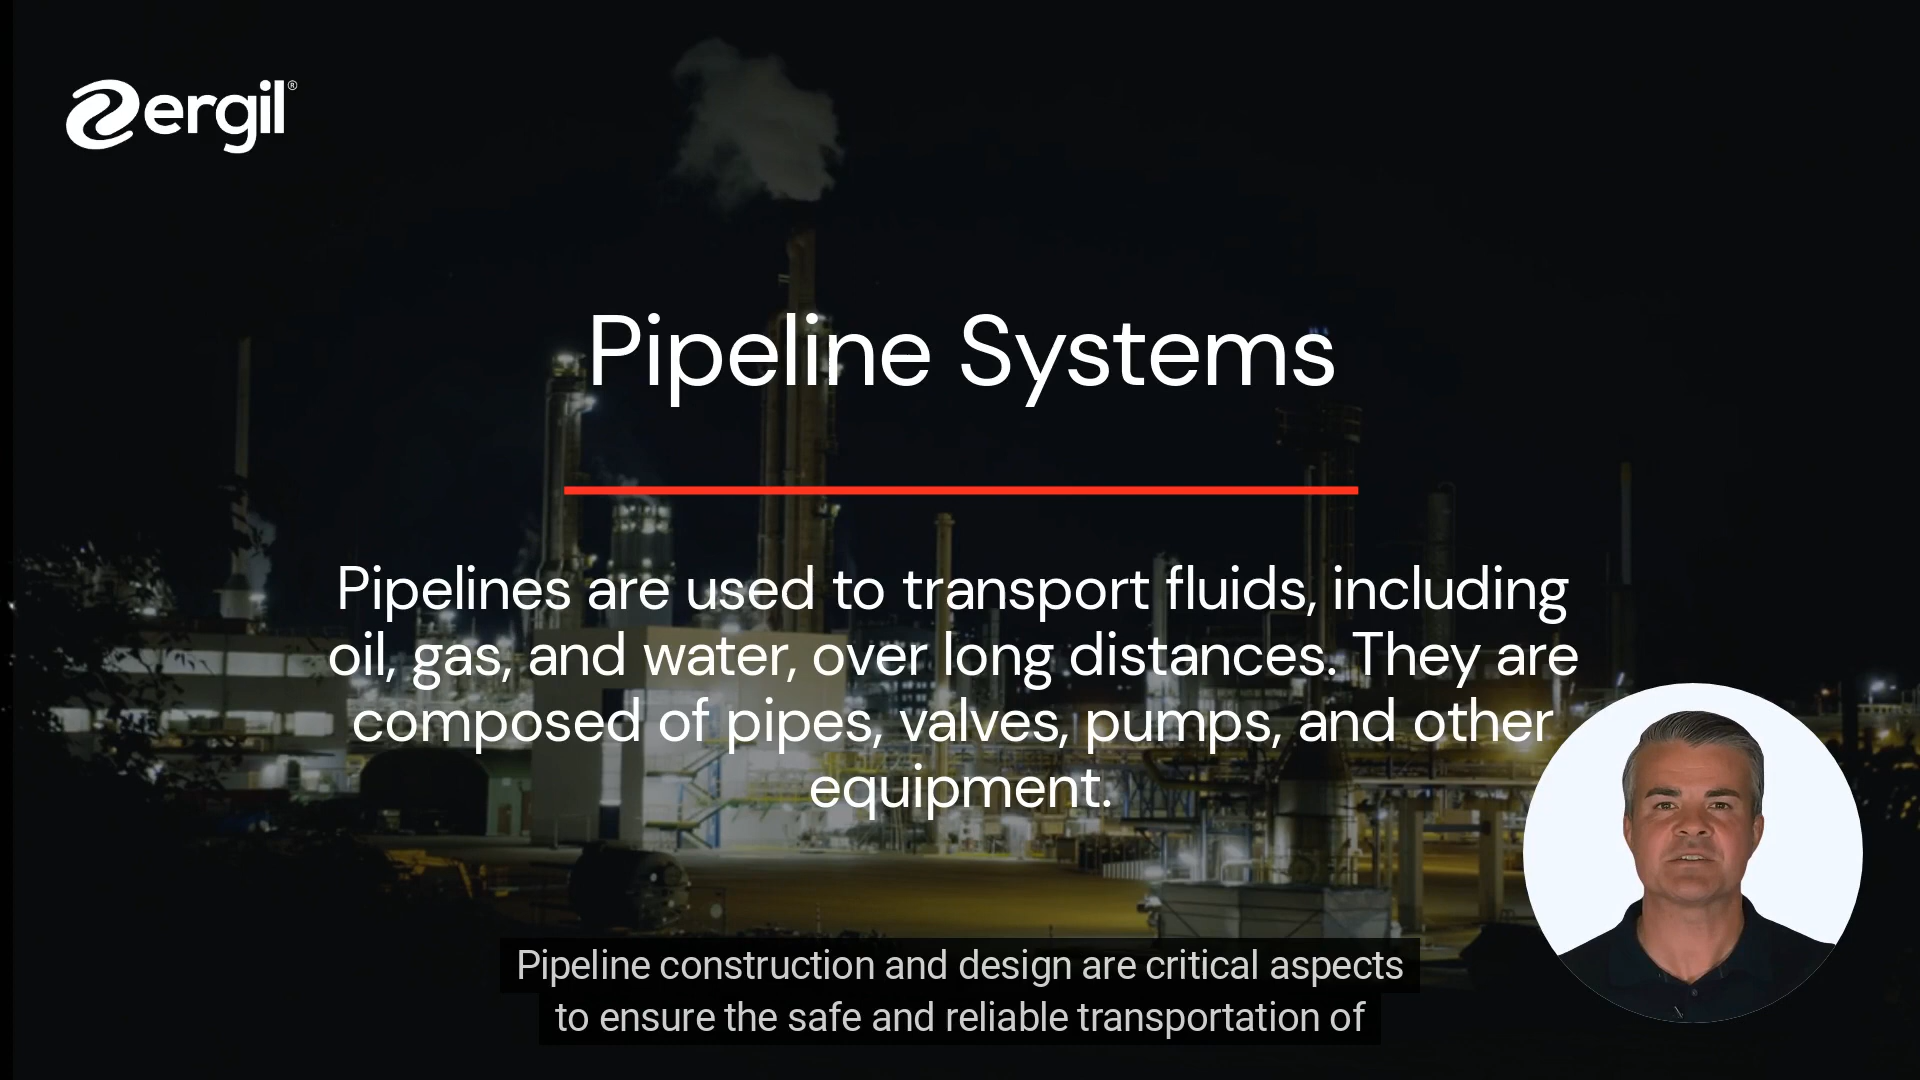 ergil®
Pipeline Systems
Pipelines are used to transport fluids, including
oil, gas, and water, over long distances. They are
composed of pipes, valves, pumps, and other
equipment.
Pipeline construction and design are critical aspects
to ensure the safe and reliable transportation of